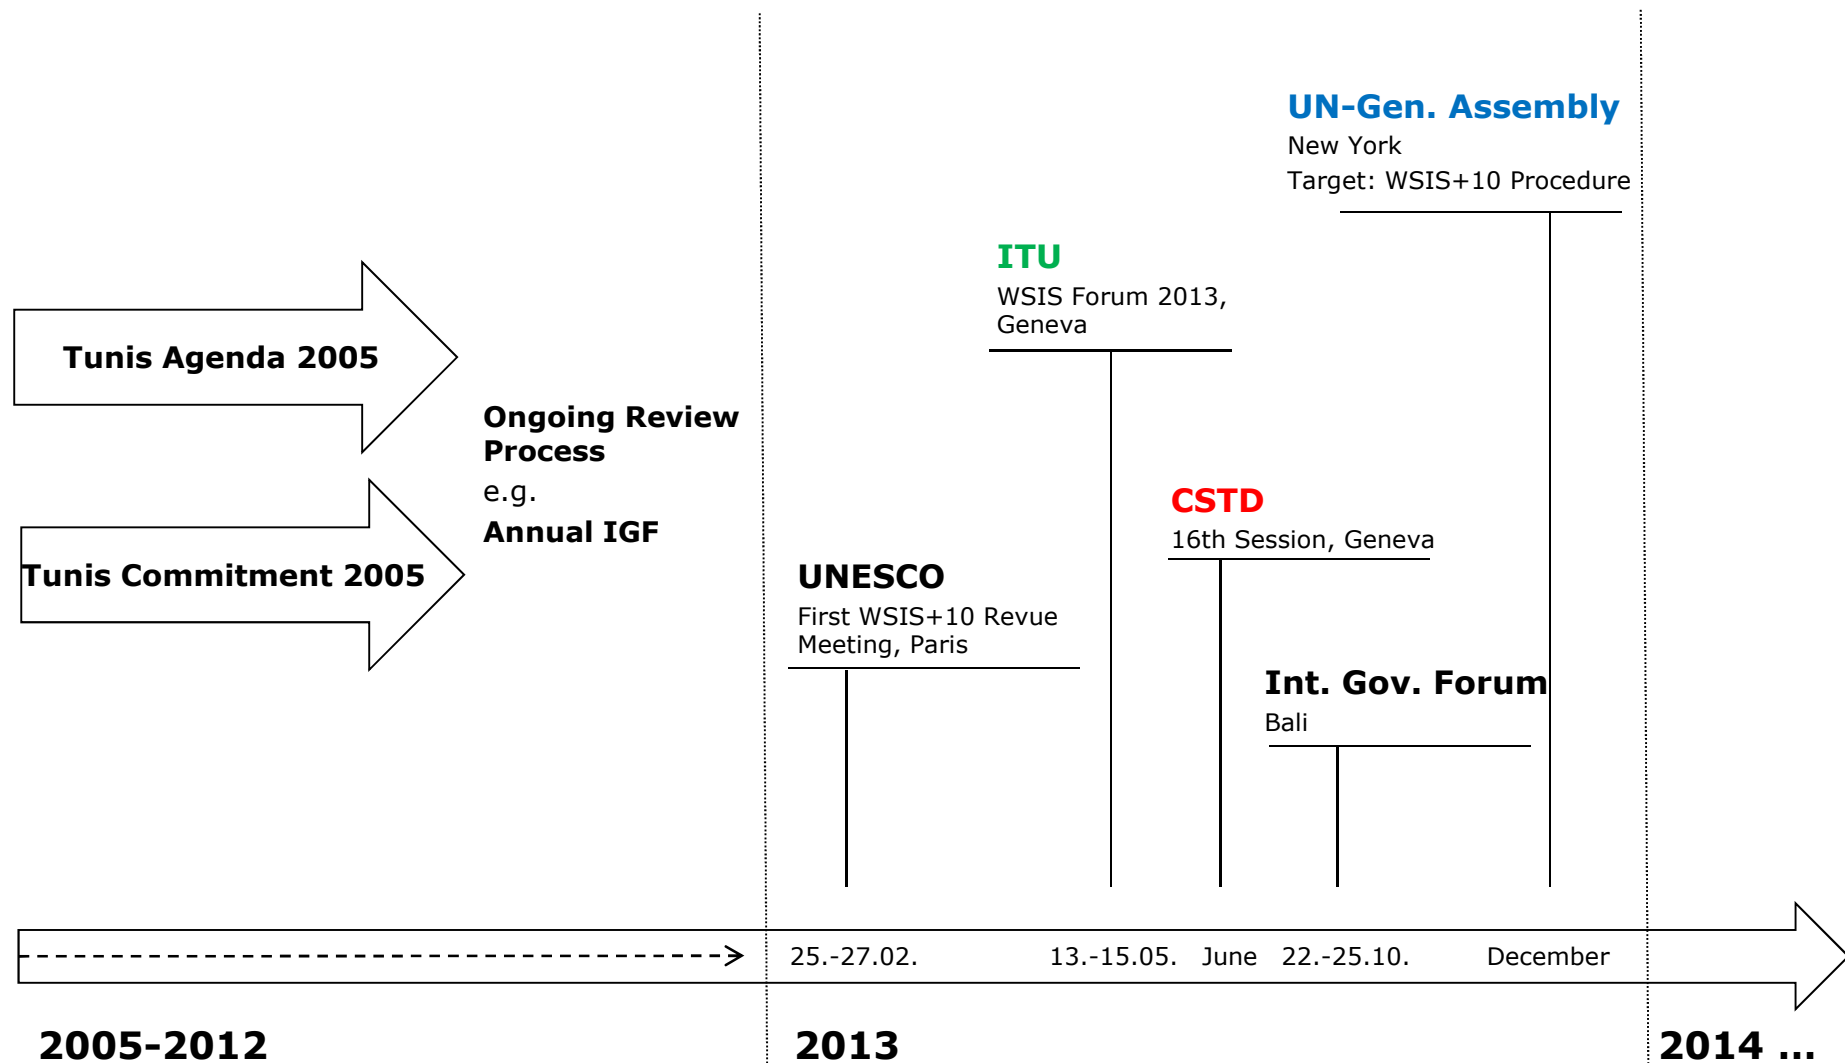 UN-Gen. Assembly
New York
Target: WSIS+10 Procedure
ITU
WSIS Forum 2013,
Geneva
Tunis Agenda 2005
Ongoing Review
Process
e.g.
Annual IGF
Tunis Commitment 2005
CSTD
16th Session, Geneva
UNESCO
First WSIS+10 Revue
Meeting, Paris
Int. Gov. Forum
Bali
25.-27.02.
13.-15.05.
June
22.-25.10.
December
2005-2012
2013
2014 ...